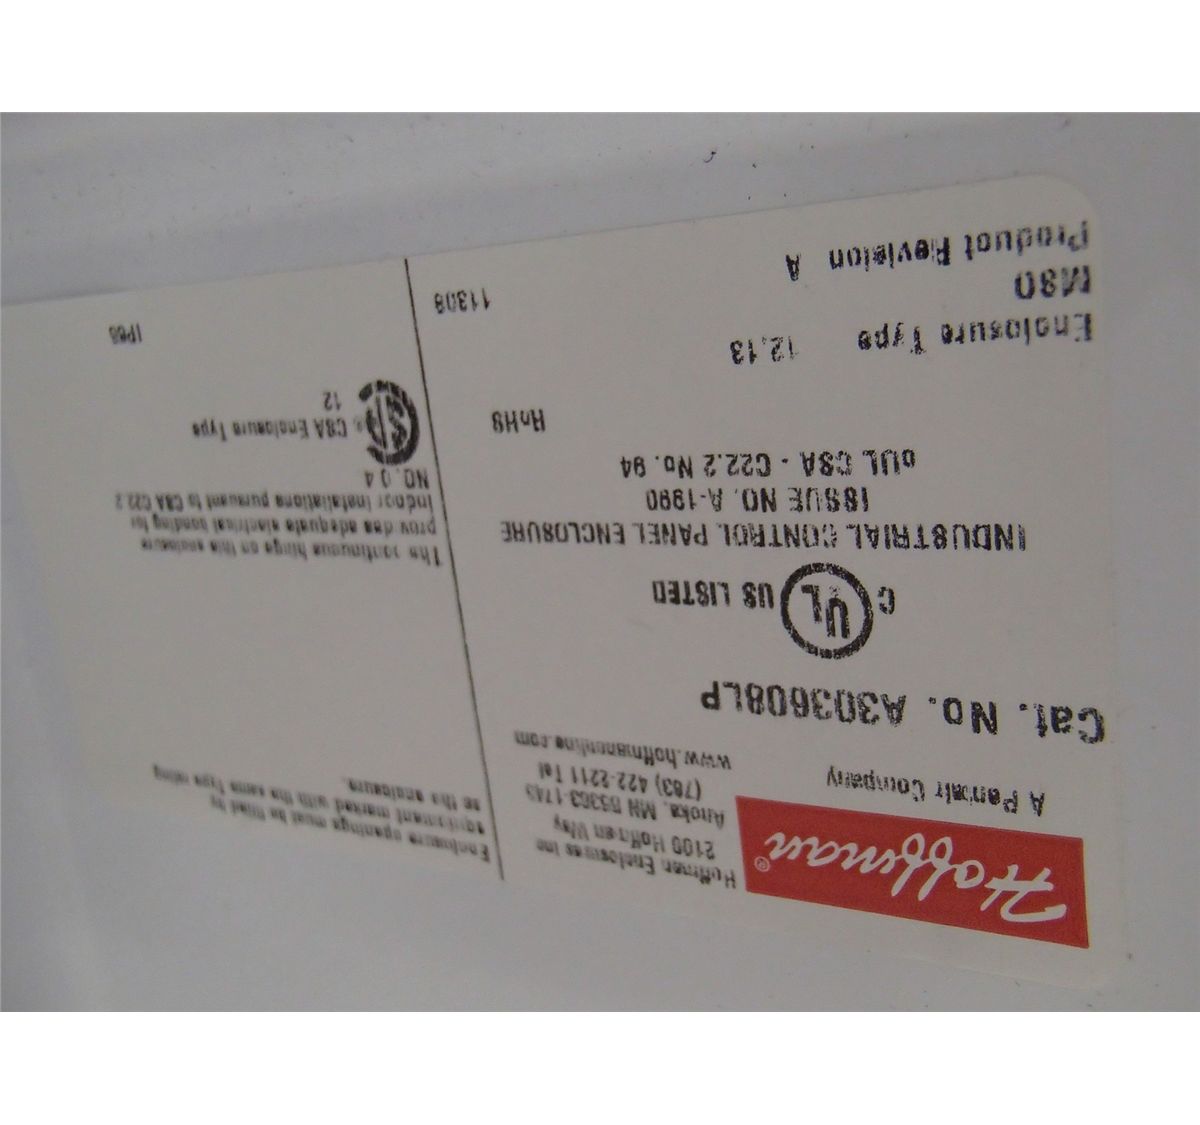 Hoffman®
A Pentair Company
Hoffman Enclosures Inc
2100 Hoffman Way
Anoka, MN 55303-1745
(763) 422-2211 Tel
www.hoffmanonline.com
Cat. No. A303608LP
C UL US LISTED
INDUSTRIAL CONTROL PANEL ENCLOSURE
ISSUE NO. A-1990
cUL CSA - C22.2 No. 94
RoHS
Enclosure Type 12,13
M80
Product Revision A
11308
Enclosure openings must be filled by
equipment marked with the same Type rating
as the enclosure.
The continuous hinge on this enclosure
provides adequate electrical bonding for
indoor installations pursuant to CSA C22.2
NO. 0.4
CSA Enclosure Type
12
IP66